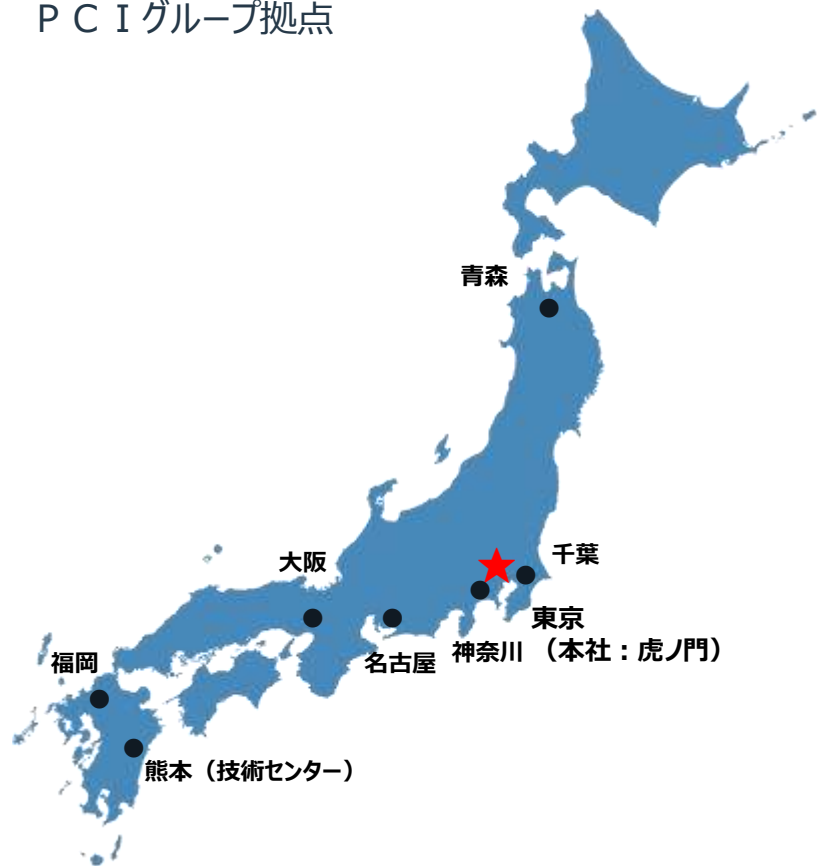 ＰＣＩグループ拠点
青森
大阪
千葉
東京
福岡
名古屋
神奈川
（本社：虎ノ門）
熊本（技術センター）